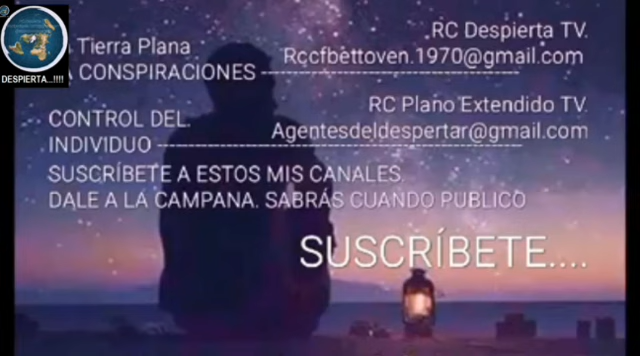 DESPIERTA...!!!!
Tierra Plana
RC Despierta TV.
Rccfbettoven.1970@gmail.com
A CONSPIRACIONES ------------------------------------
RC Plano Extendido TV.
CONTROL DEL.
Agentesdeldespertar@gmail.com
INDIVIDUO --------------------------------------------------
SUSCRÍBETE A ESTOS MIS CANALES.
DALE A LA CAMPANA. SABRÁS CUANDO PUBLICO
SUSCRÍBETE....